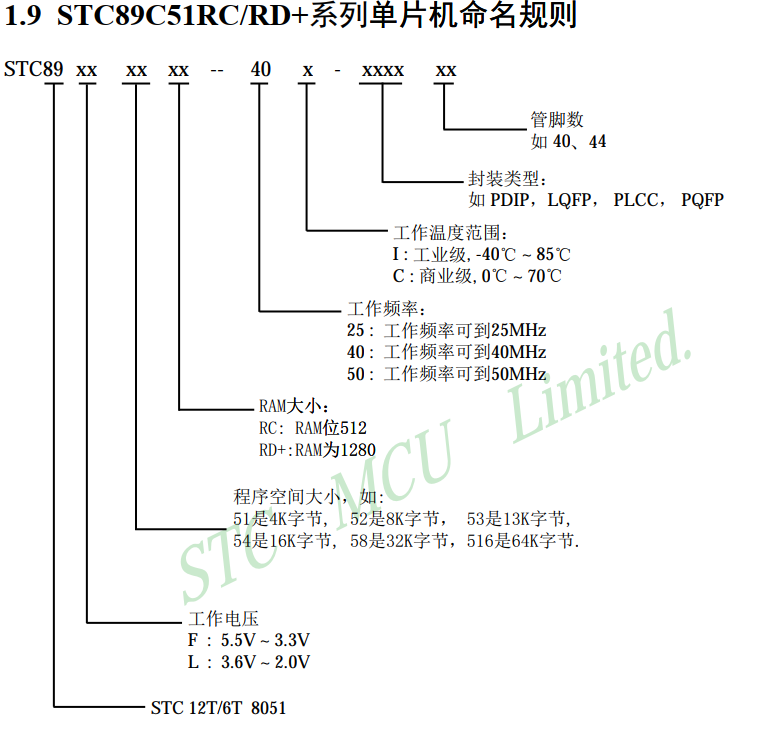 1.9 STC89C51RC/RD+系列单片机命名规则
STC89 xx xx xx -- 40 x - xxxx xx
管脚数
如 40、44
封装类型：
如 PDIP，LQFP， PLCC， PQFP
工作温度范围：
I : 工业级, -40℃ ~ 85℃
C : 商业级, 0℃ ~ 70℃
工作频率：
25 : 工作频率可到25MHz
40 : 工作频率可到40MHz
50 : 工作频率可到50MHz
RAM大小：
RC: RAM位512
RD+:RAM为1280
程序空间大小，如:
51是4K字节, 52是8K字节， 53是13K字节,
54是16K字节, 58是32K字节，516是64K字节.
工作电压
F : 5.5V ~ 3.3V
L : 3.6V ~ 2.0V
STC 12T/6T 8051
STC MCU Limited.